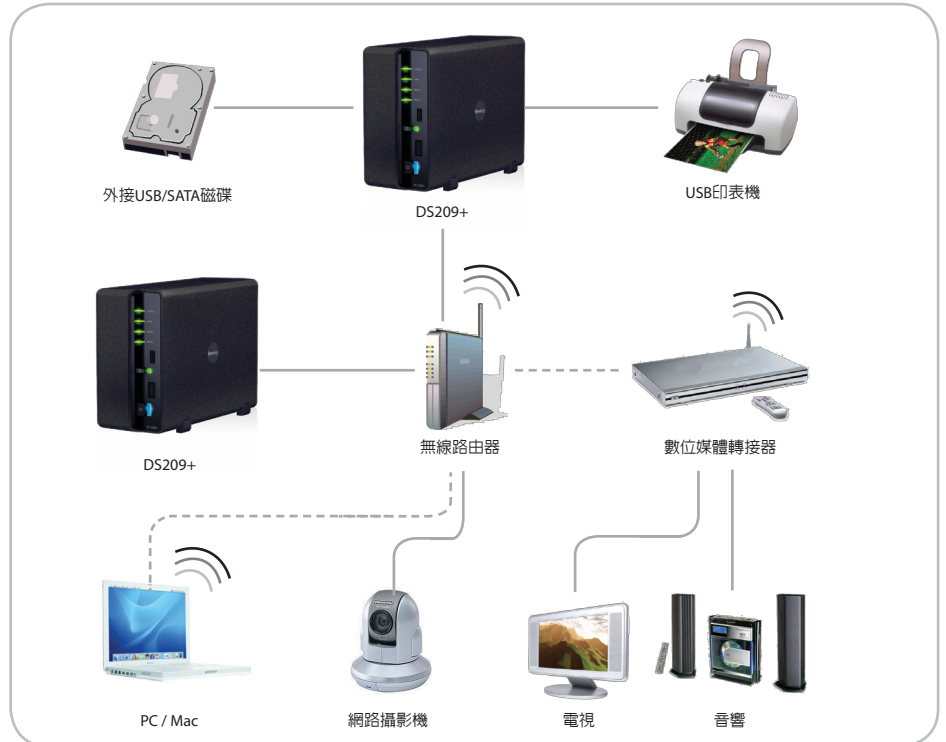 外接USB/SATA磁碟
DS209+
USB印表機
DS209+
無線路由器
數位媒體轉接器
PC / Mac
網路攝影機
電視
音響